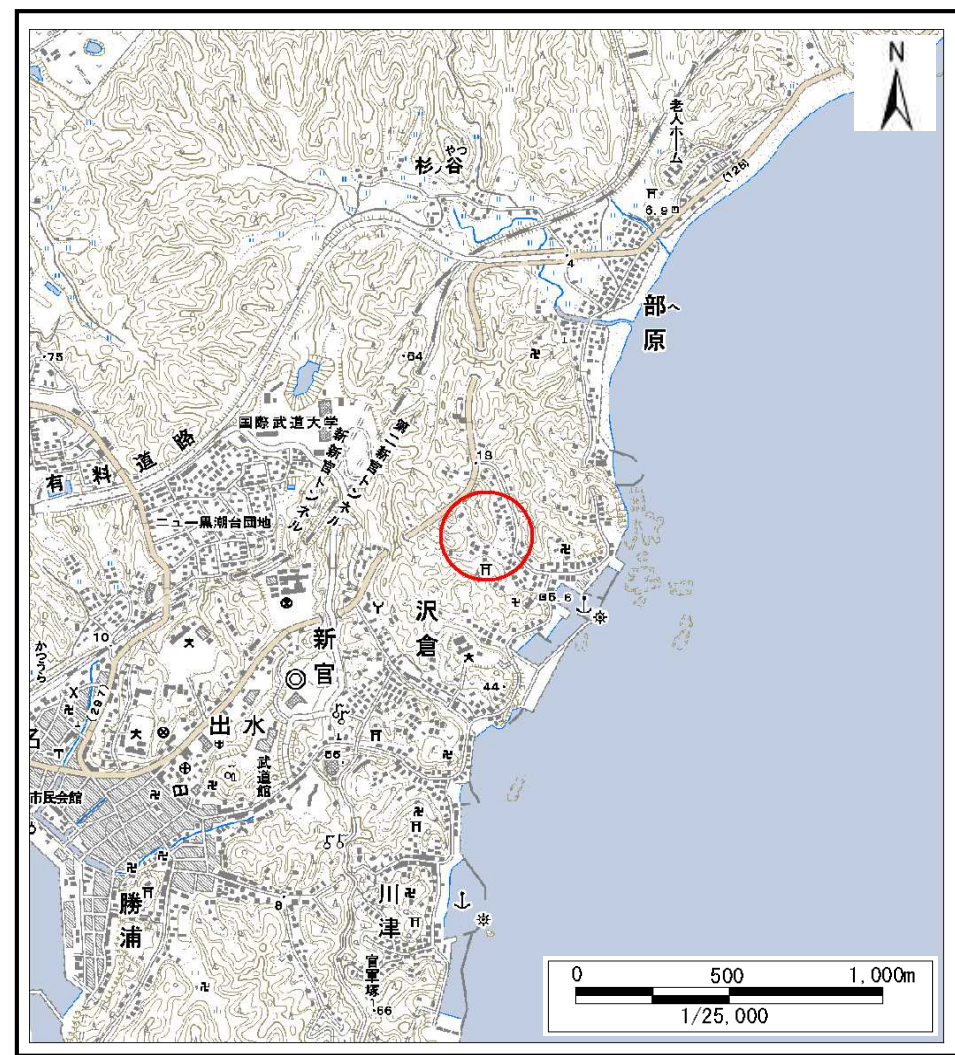 N
老人ホーム
やつ
杉ノ谷
(128)
6.9
4
部へ
原
75
64
国際武道大学
第二新官トンネル
新新官トンネル
有料道路
18
ニュー黒潮台団地
沢倉
5.6
10
かつうら
新官
(297)
44
出水
武道館
66
市民会館
勝浦
8
川津
官軍塚
66
0 500 1,000m
1/25,000